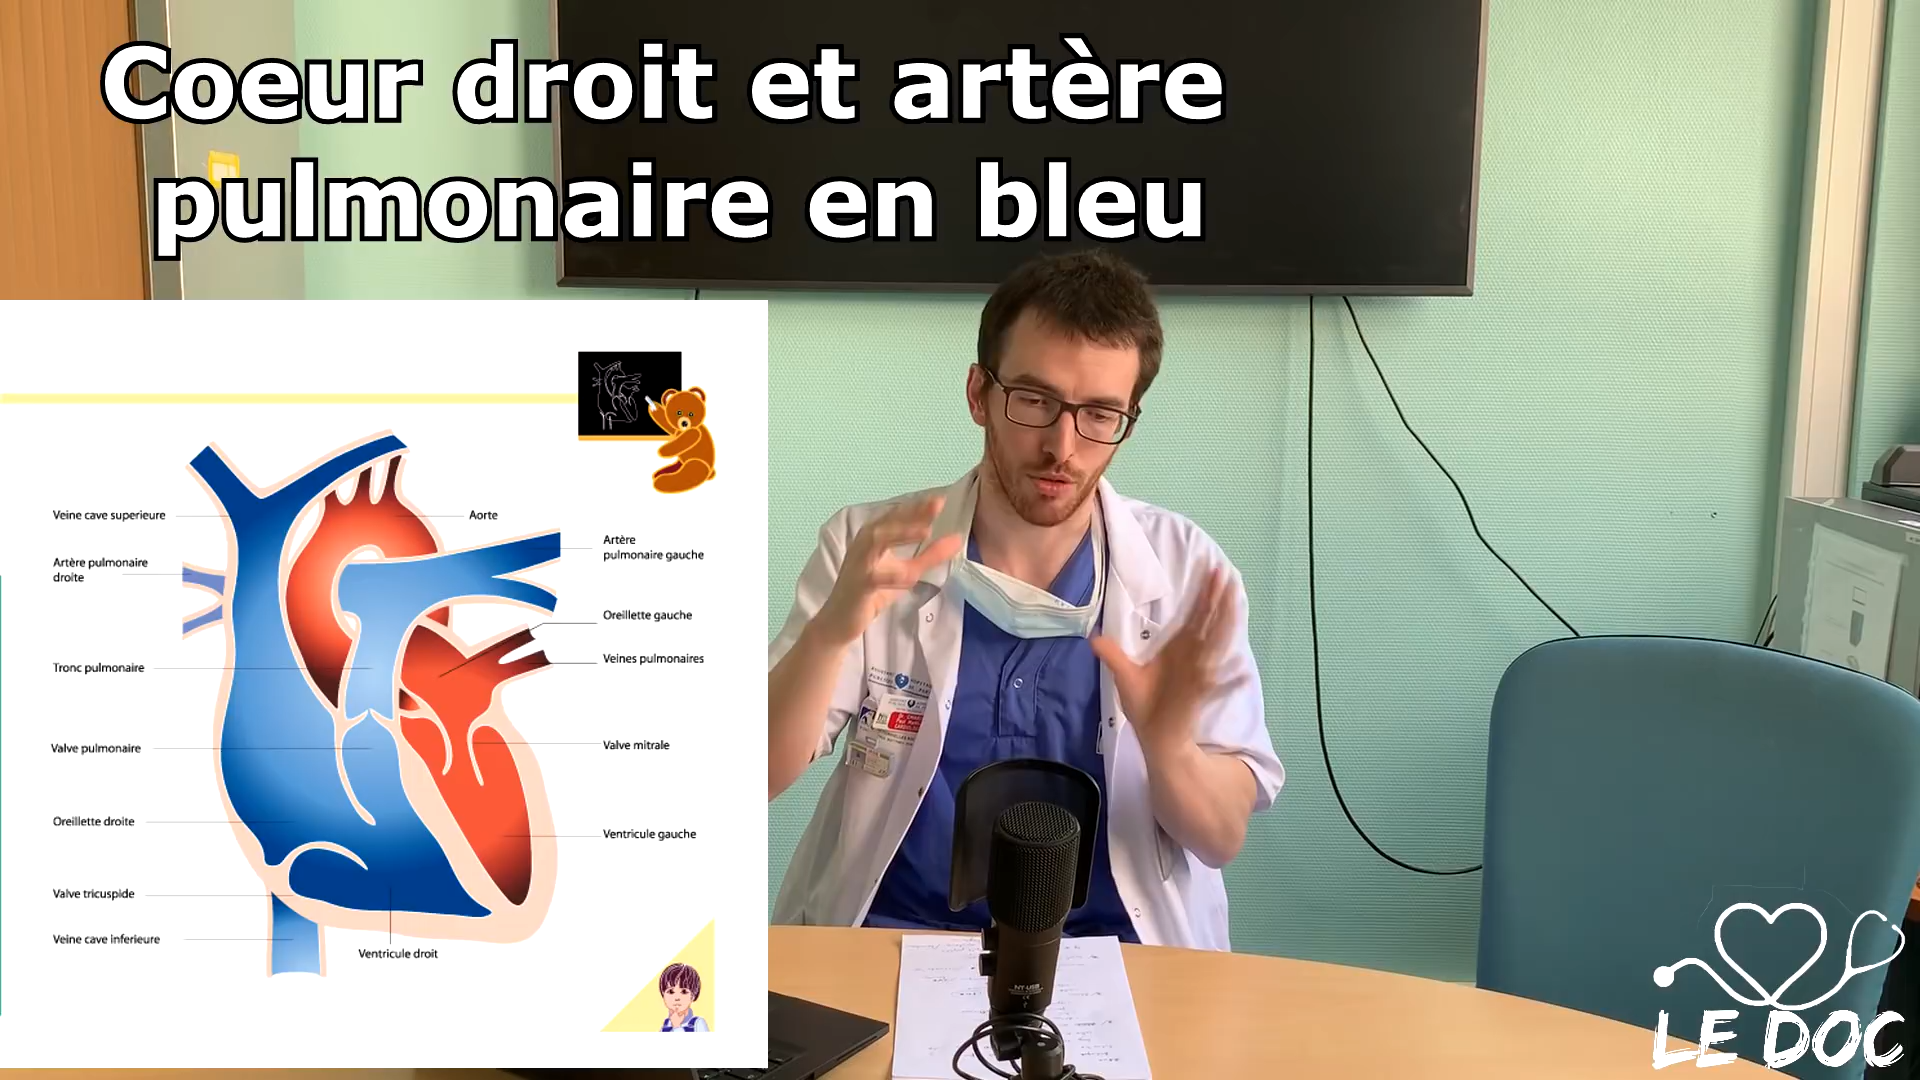 Coeur droit et artère
pulmonaire en bleu
Veine cave superieure
Aorte
Artère
pulmonaire gauche
Artère pulmonaire
droite
Oreillette gauche
Veines pulmonaires
Tronc pulmonaire
Valve pulmonaire
Valve mitrale
Oreillette droite
Ventricule gauche
Valve tricuspide
Veine cave inferieure
Ventricule droit
NT-USB
LE DOC